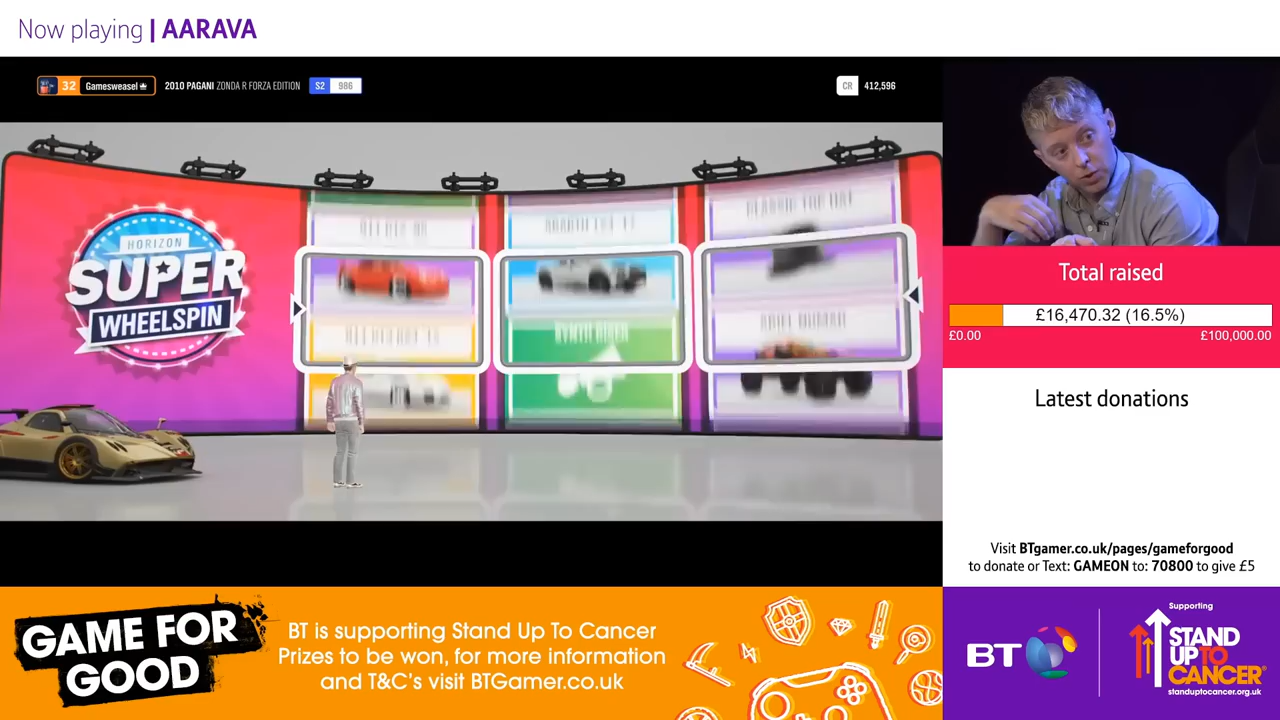 Now playing | AARAVA
32 Gamesweasel 2010 PAGANI ZONDA R FORZA EDITION S2 986
CR 412,596
HORIZON
SUPER
WHEELSPIN
Total raised
£16,470.32 (16.5%)
£0.00 £100,000.00
Latest donations
Visit BTgamer.co.uk/pages/gameforgood
to donate or Text: GAMEON to: 70800 to give £5
GAME FOR
GOOD
BT is supporting Stand Up To Cancer
Prizes to be won, for more information
and T&C's visit BTGamer.co.uk
BT
Supporting
STAND
UP TO
CANCER
standuptocancer.org.uk